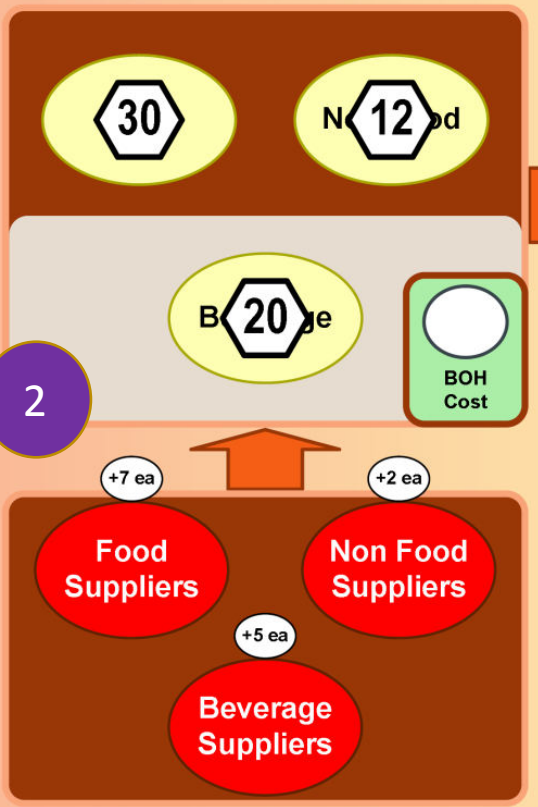 30
N 12 od
B 20 ge
BOH
Cost
2
+7 ea
+2 ea
Food
Suppliers
Non Food
Suppliers
+5 ea
Beverage
Suppliers